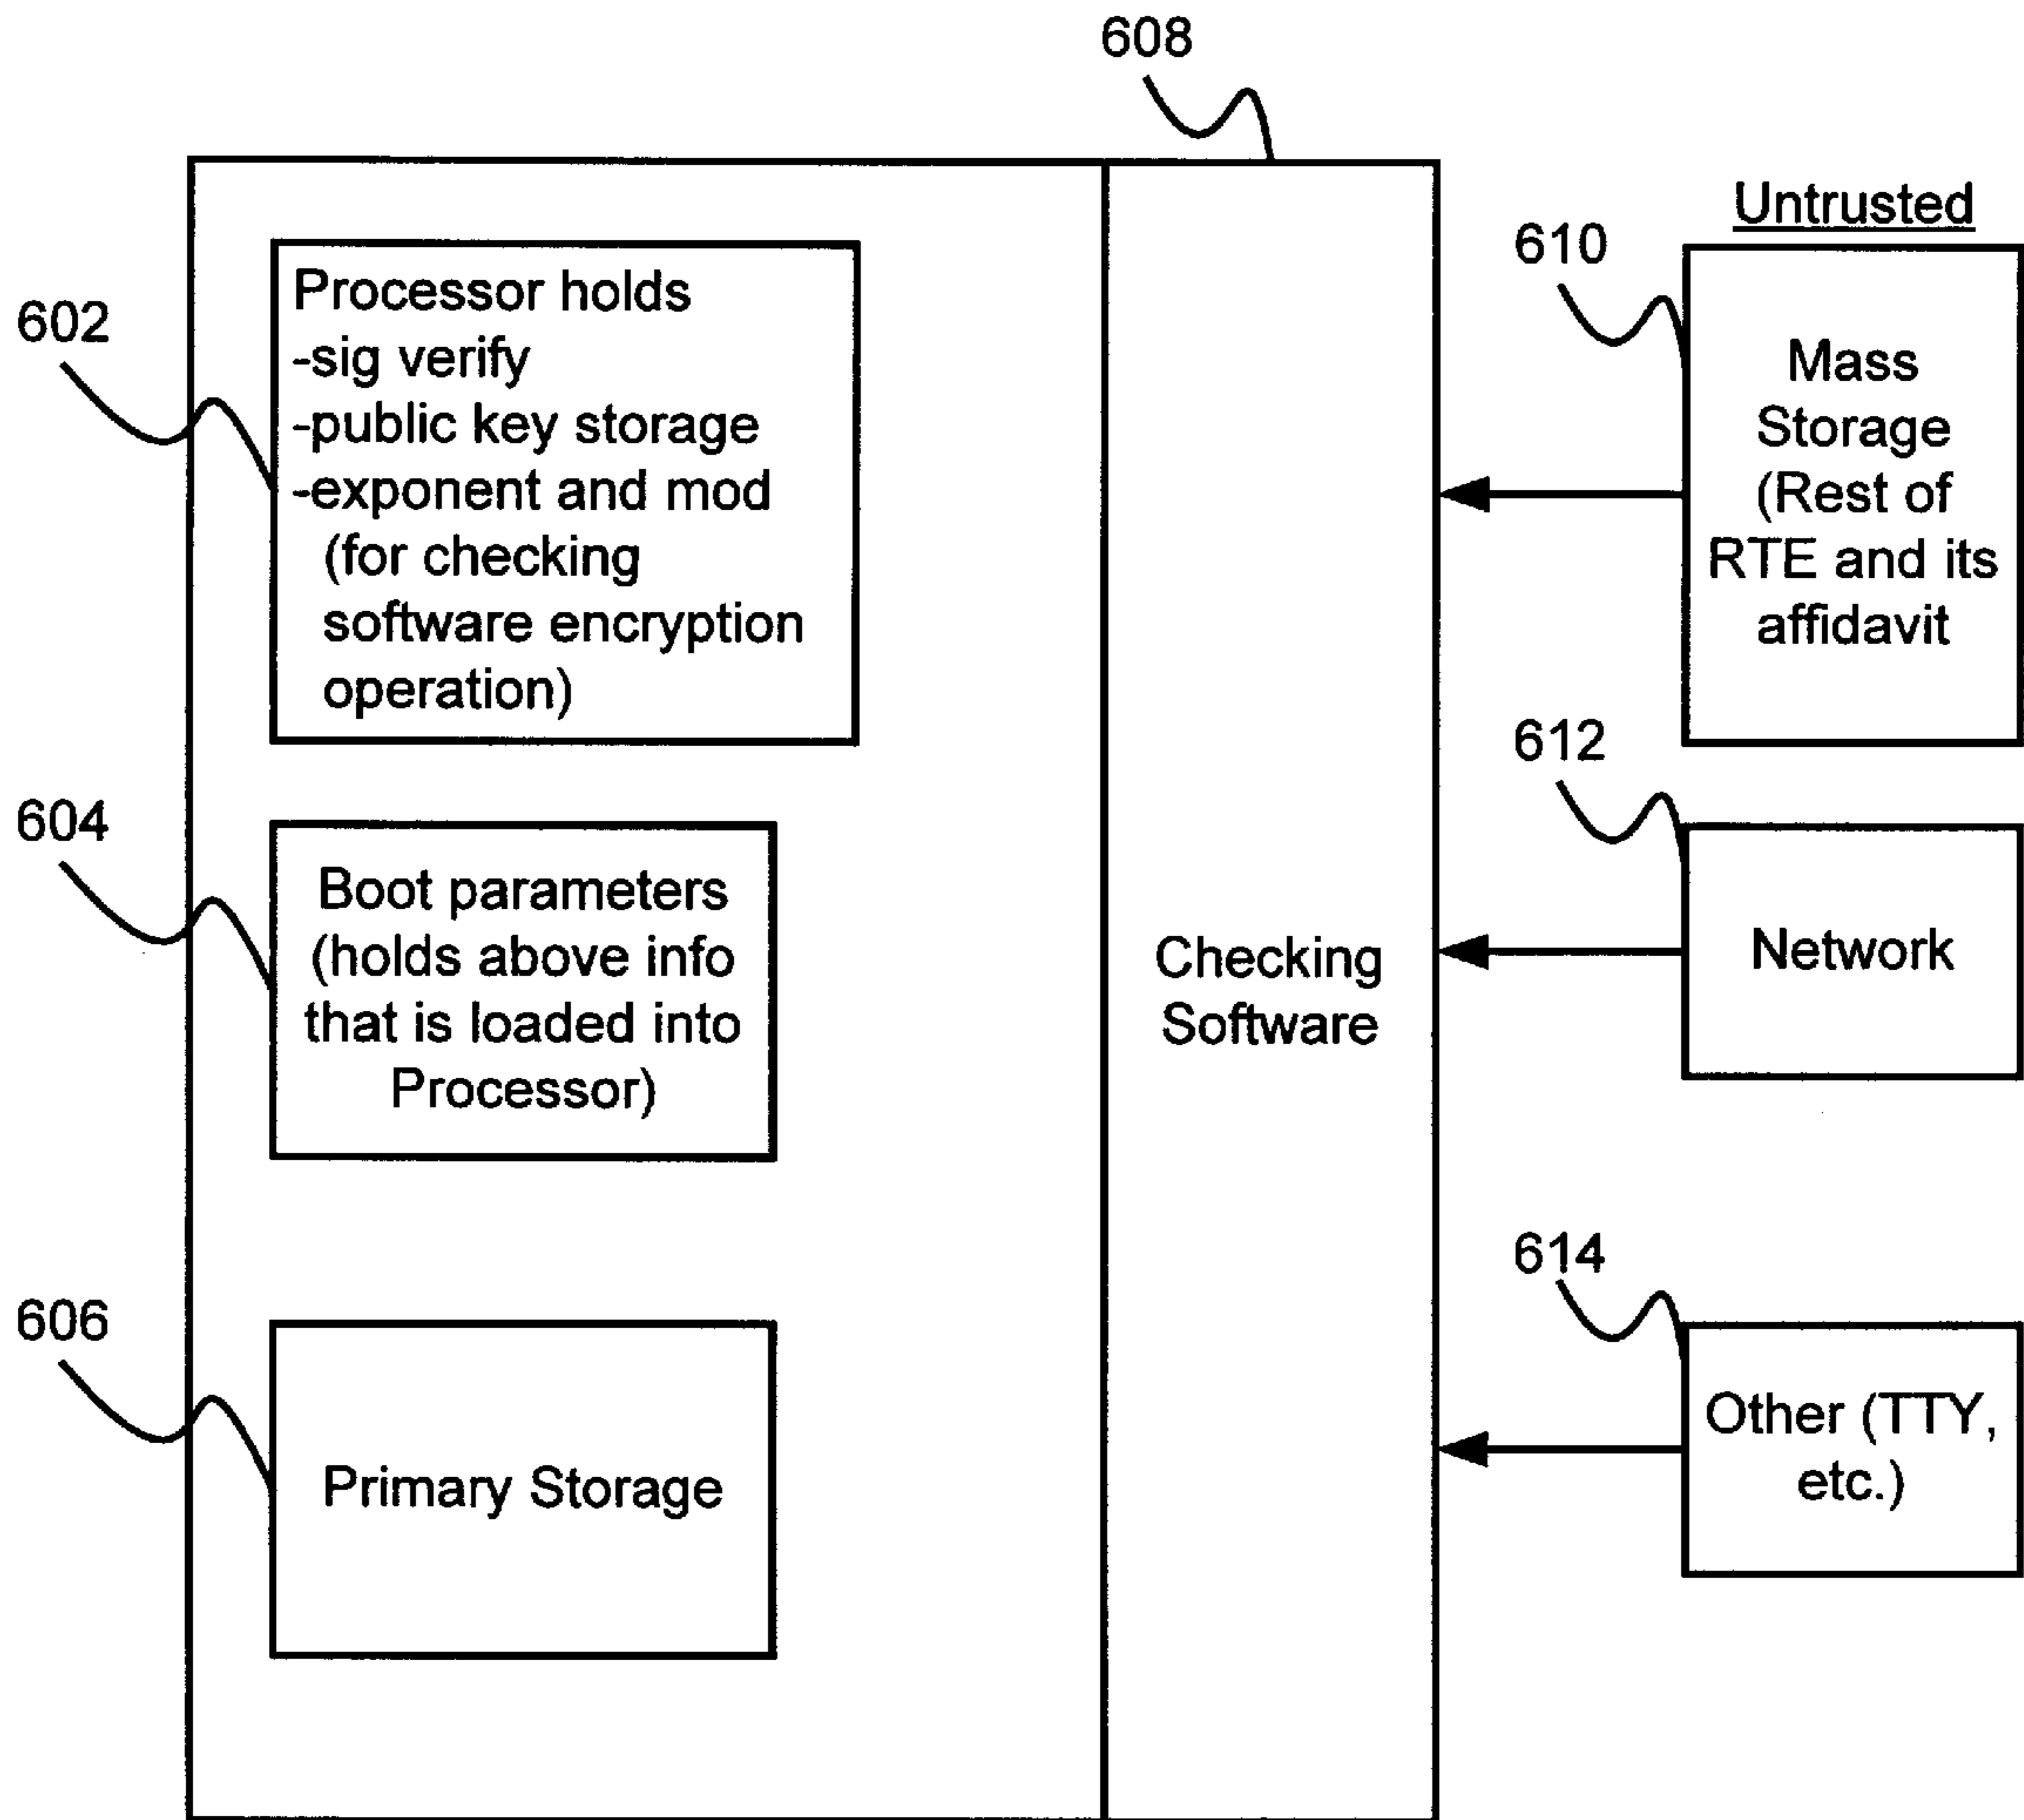 608
602
Processor holds
-sig verify
-public key storage
-exponent and mod
(for checking
software encryption
operation)
604
Boot parameters
(holds above info
that is loaded into
Processor)
606
Primary Storage
Checking
Software
Untrusted
610
Mass
Storage
(Rest of
RTE and its
affidavit
612
Network
614
Other (TTY,
etc.)